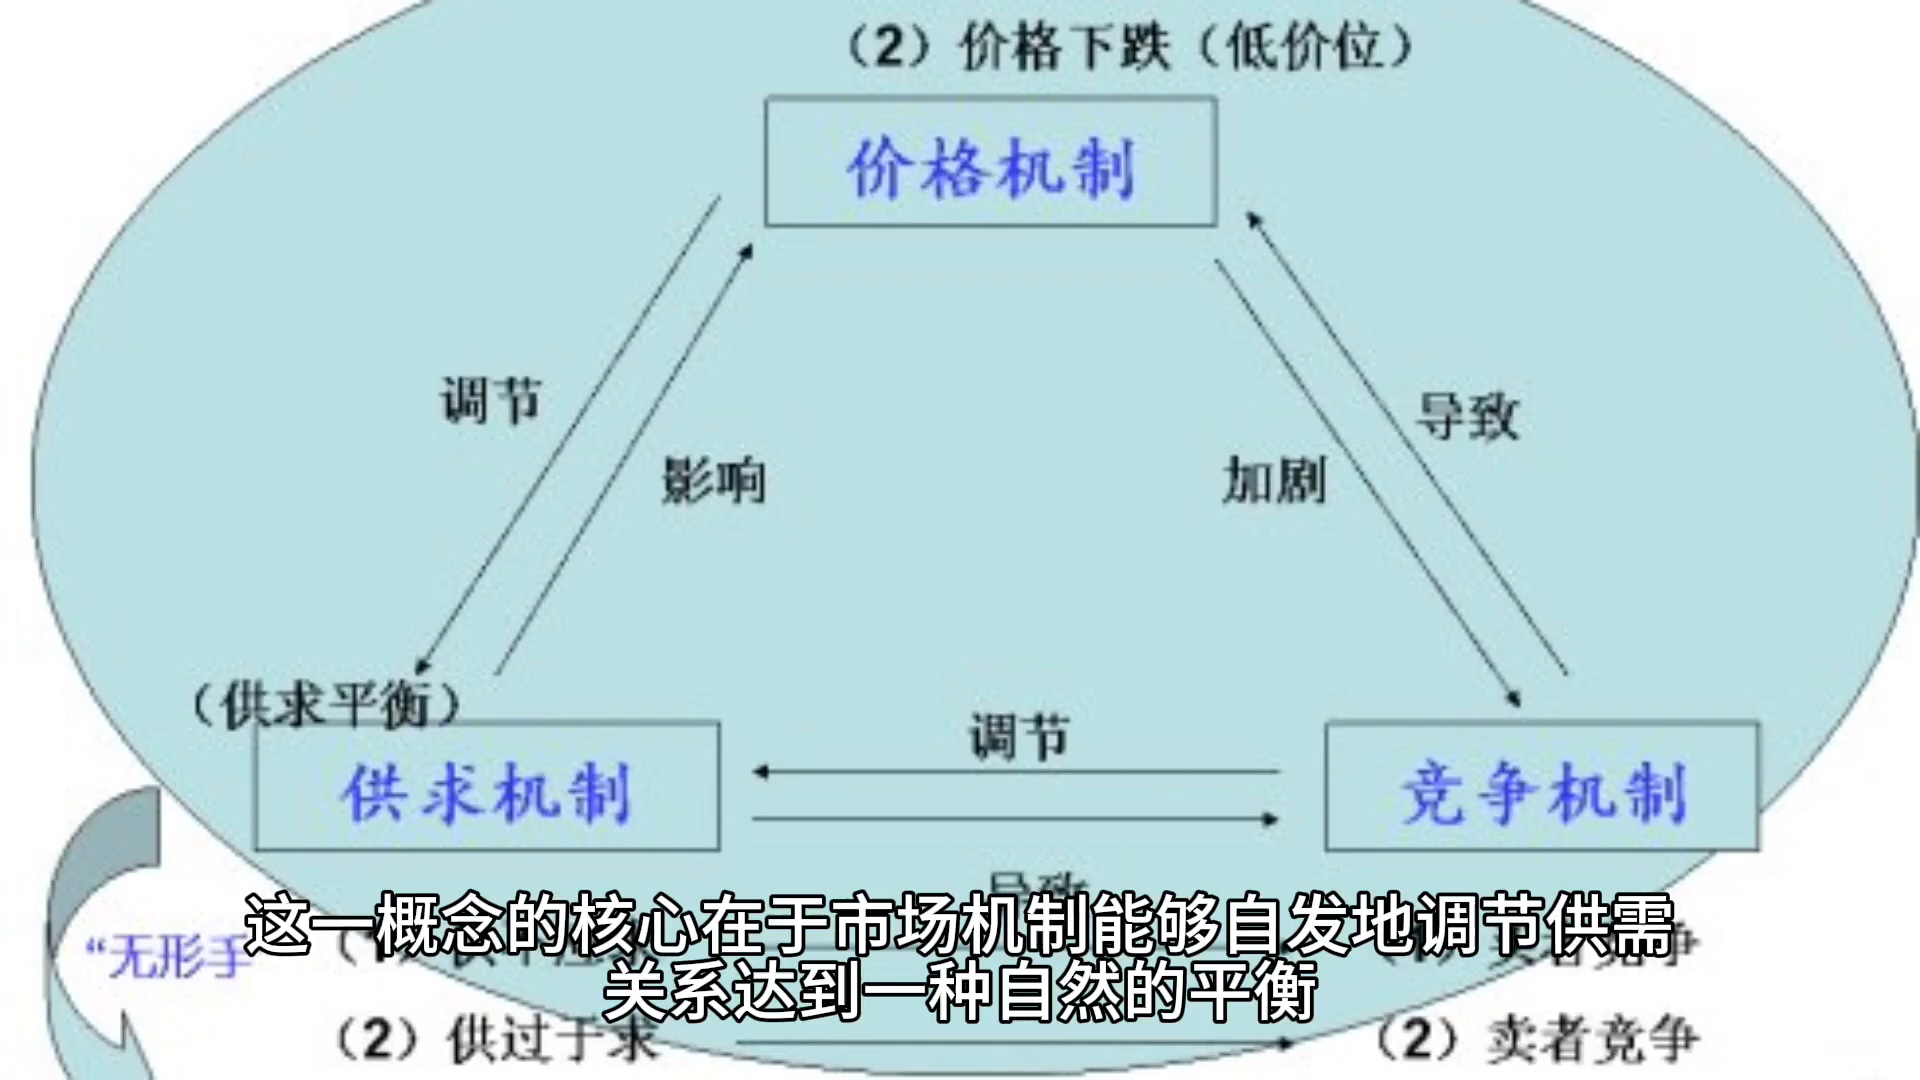 （2）价格下跌（低价位）
价格机制
调节
导致
影响
加剧
（供求平衡）
调节
供求机制
竞争机制
导致
“无形手
这一概念的核心在于市场机制能够自发地调节供需
关系达到一种自然的平衡
（2）供过于求
（2）卖者竞争